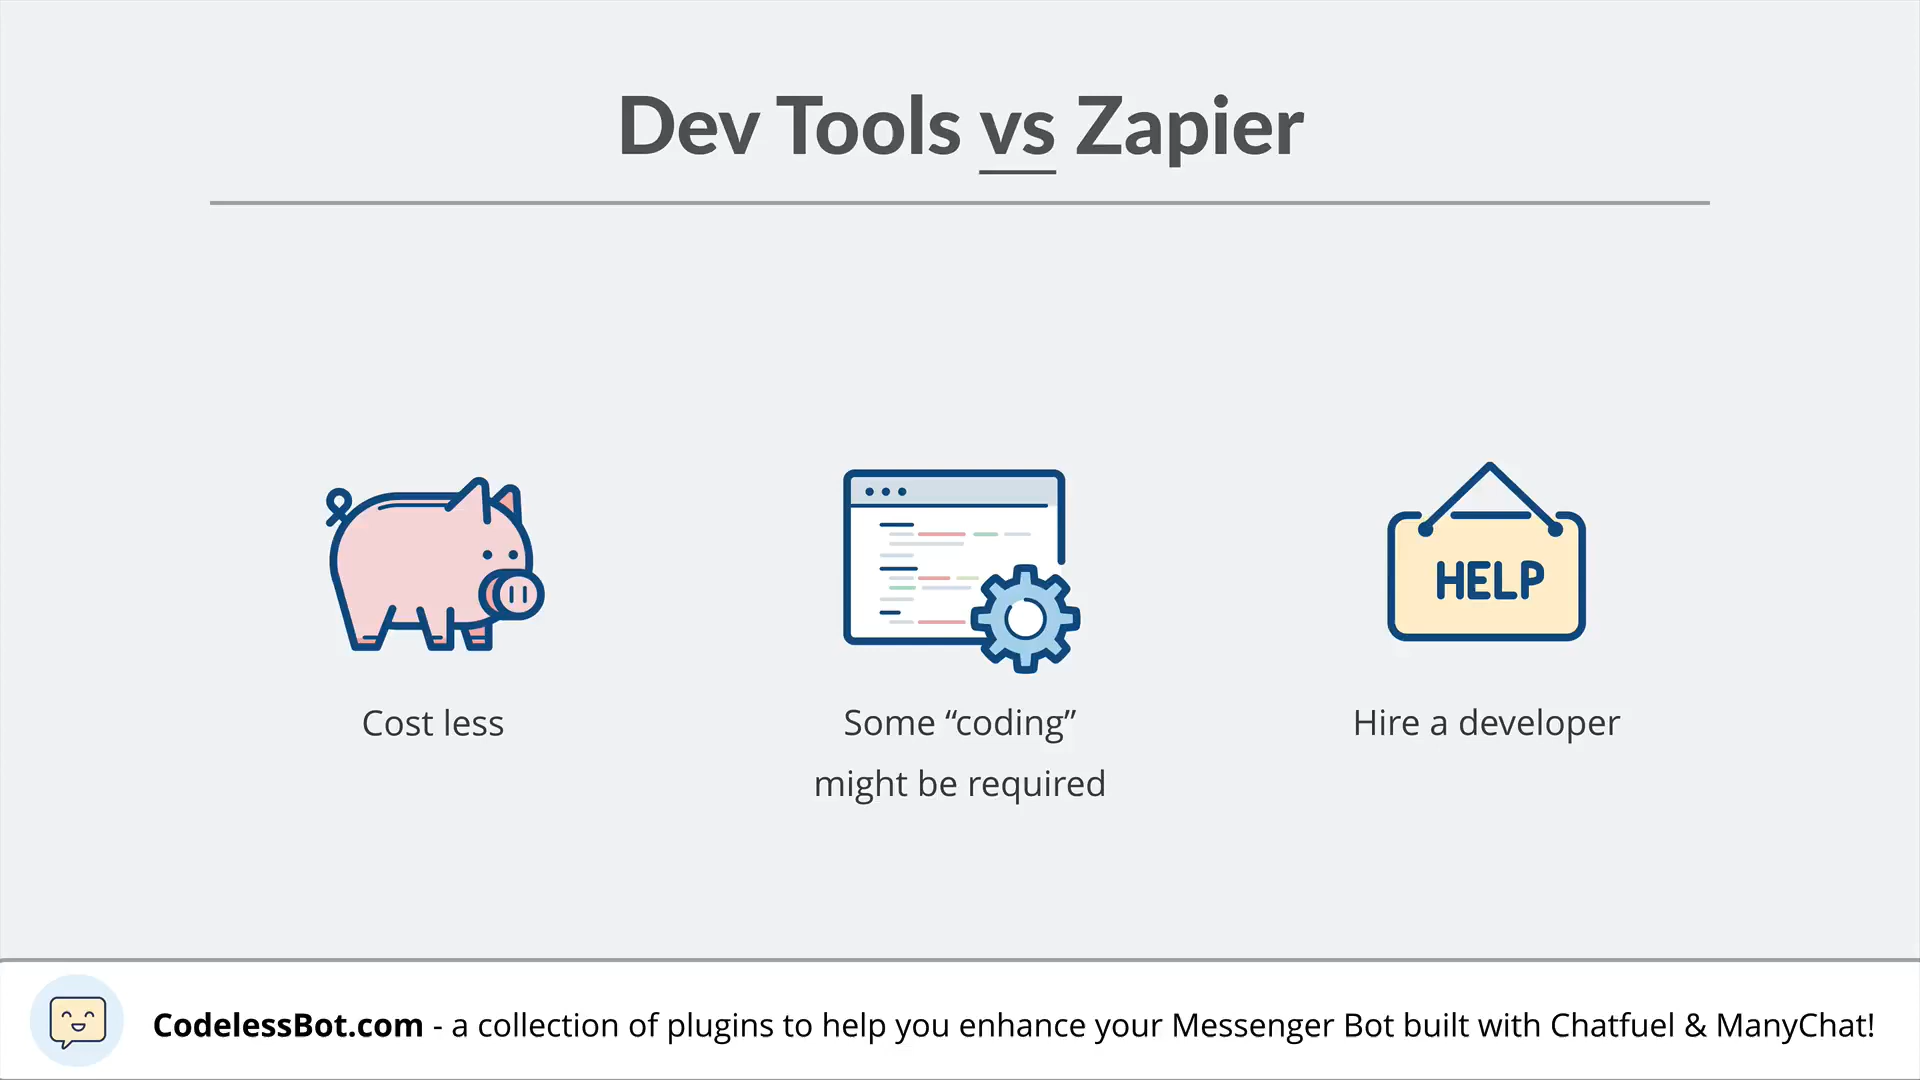 Dev Tools vs Zapier
HELP
Cost less
Some “coding”
might be required
Hire a developer
CodelessBot.com - a collection of plugins to help you enhance your Messenger Bot built with Chatfuel & ManyChat!